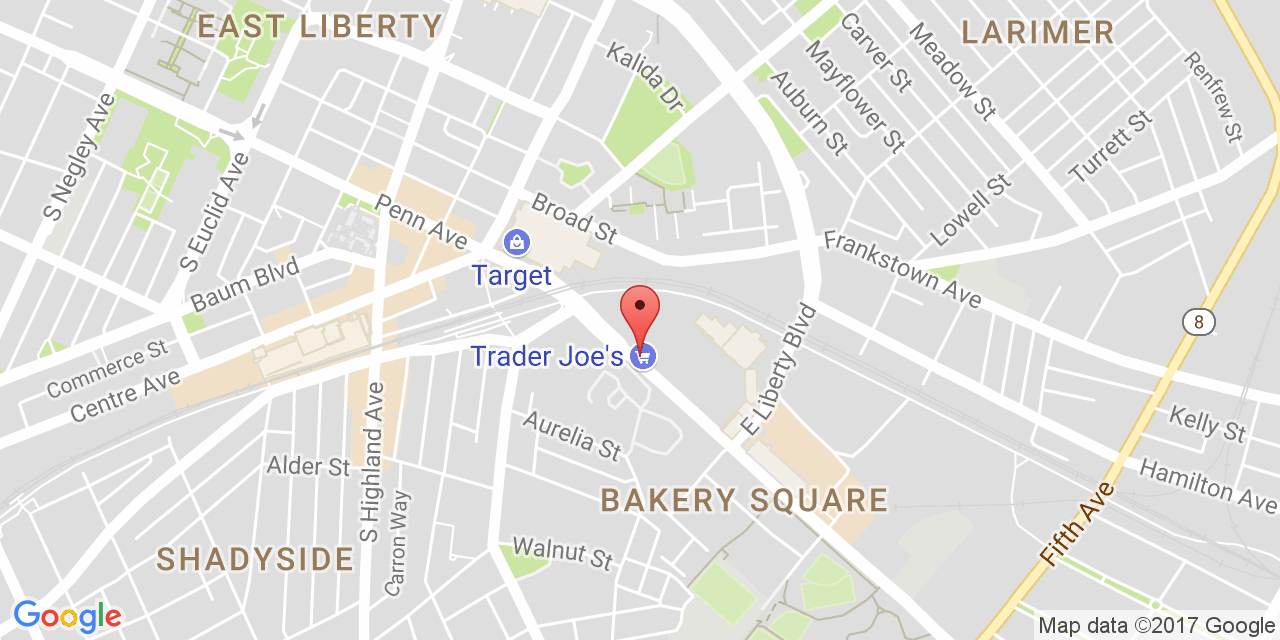 EAST LIBERTY
LARIMER
Kalida Dr
Carver St
Mayflower St
Meadow St
Auburn St
Renfrew St
Turrett St
S Negley Ave
S Euclid Ave
Penn Ave
Broad St
Lowell St
Frankstown Ave
Target
Baum Blvd
8
Commerce St
Centre Ave
Trader Joe's
E Liberty Blvd
Kelly St
Aurelia St
Alder St
S Highland Ave
Carron Way
Hamilton Ave
BAKERY SQUARE
Fifth Ave
SHADYSIDE
Walnut St
Google
Map data ©2017 Google